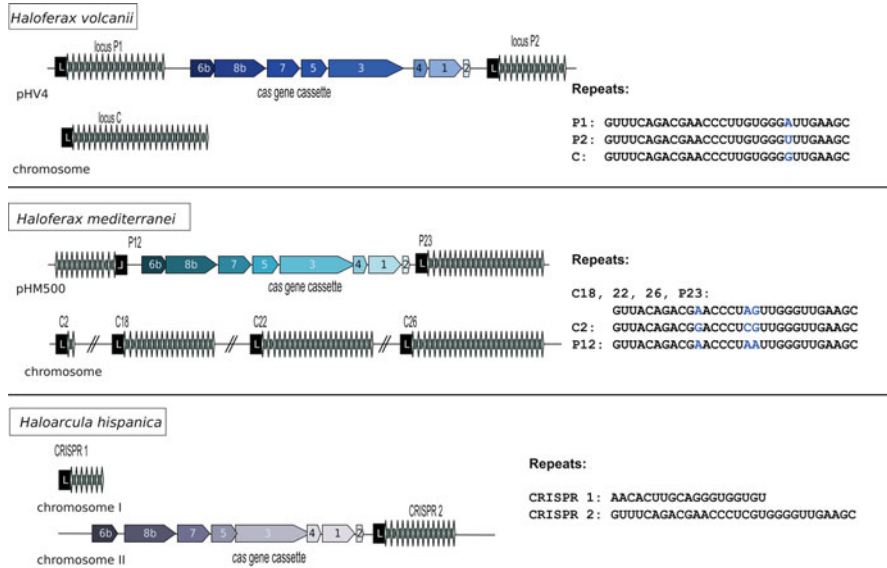 Haloferax volcanii
locus P1
locus P2
L
6b 8b 7 5 3 4 1 2
L
pHV4
cas gene cassette
locus C
L
chromosome
Repeats:
P1: GUUUCAGACGAACCCUUGUGGGAUUGAAGC
P2: GUUUCAGACGAACCCUUGUGGGUUUGAAGC
C: GUUUCAGACGAACCCUUGUGGGGUUGAAGC
Haloferax mediterranei
P12
P23
L
6b 8b 7 5 3 4 1 2
L
pHM500
cas gene cassette
C2 C18 C22 C26
L // L // L // L
chromosome
Repeats:
C18, 22, 26, P23:
GUUACAGACGAACCCUAGUUGGGUUGAAGC
C2: GUUACAGACGGACCCUCGUUGGGUUGAAGC
P12: GUUACAGACGAACCCUAAUUGGGUUGAAGC
Haloarcula hispanica
CRISPR 1
L
chromosome I
CRISPR 2
6b 8b 7 5 3 4 1 2
L
chromosome II
cas gene cassette
Repeats:
CRISPR 1: AACACUUGCAGGGUGGUGU
CRISPR 2: GUUUCAGACGAACCCUCGUGGGGUUGAAGC